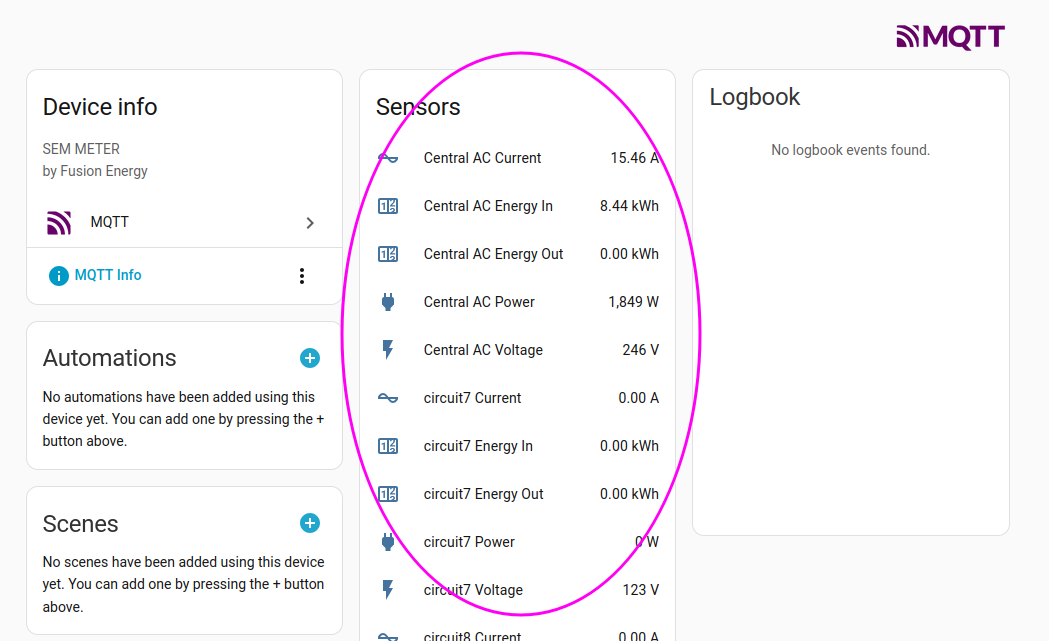 MQTT
Device info
SEM METER
by Fusion Energy
MQTT
MQTT Info
Automations
No automations have been added using this
device yet. You can add one by pressing the +
button above.
Scenes
No scenes have been added using this device
yet. You can add one by pressing the + button
above.
Sensors
Central AC Current 15.46 A
Central AC Energy In 8.44 kWh
Central AC Energy Out 0.00 kWh
Central AC Power 1,849 W
Central AC Voltage 246 V
circuit7 Current 0.00 A
circuit7 Energy In 0.00 kWh
circuit7 Energy Out 0.00 kWh
circuit7 Power 0 W
circuit7 Voltage 123 V
circuit8 Current 0.00 A
Logbook
No logbook events found.